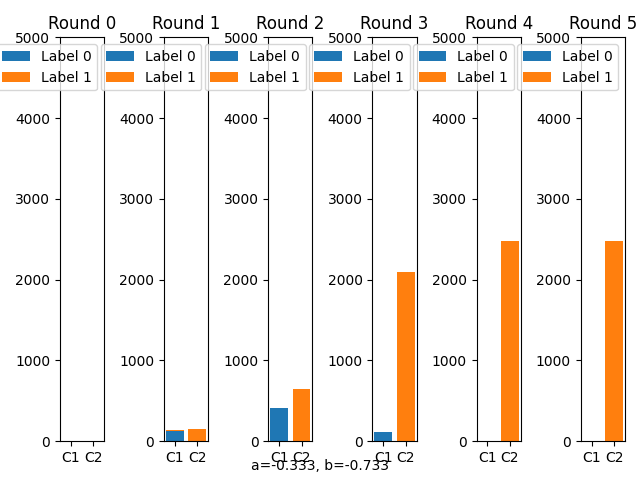 Round 0 Round 1 Round 2 Round 3 Round 4 Round 5
5000 5000 5000 5000 5000 5000
Label 0 Label 0 Label 0 Label 0 Label 0 Label 0
Label 1 Label 1 Label 1 Label 1 Label 1 Label 1
4000 4000 4000 4000 4000 4000
3000 3000 3000 3000 3000 3000
2000 2000 2000 2000 2000 2000
1000 1000 1000 1000 1000 1000
0 0 0 0 0 0
C1 C2 C1 C2 C1 C2 C1 C2 C1 C2 C1 C2
a=-0.333, b=-0.733